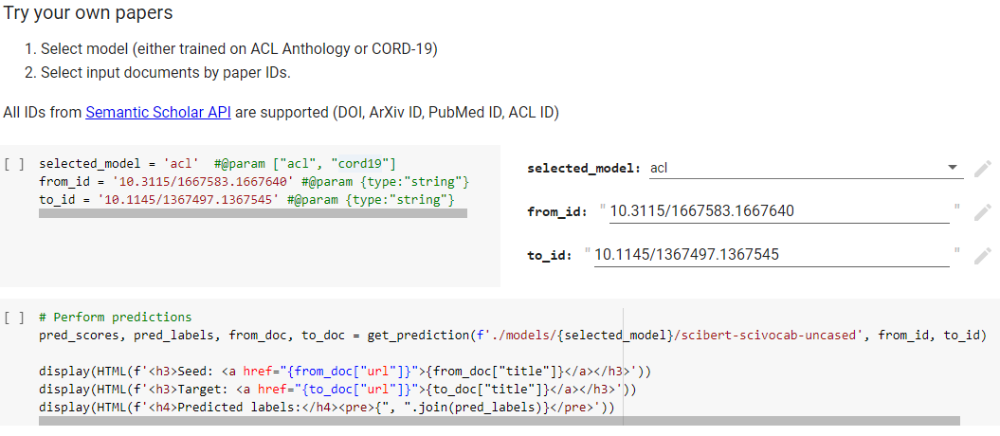 Try your own papers
1. Select model (either trained on ACL Anthology or CORD-19)
2. Select input documents by paper IDs.
All IDs from Semantic Scholar API are supported (DOI, ArXiv ID, PubMed ID, ACL ID)
[ ] selected_model = 'acl'  #@param ["acl", "cord19"]
from_id = '10.3115/1667583.1667640' #@param {type:"string"}
to_id = '10.1145/1367497.1367545' #@param {type:"string"}
selected_model: acl
from_id: "10.3115/1667583.1667640"
to_id: "10.1145/1367497.1367545"
[ ] # Perform predictions
pred_scores, pred_labels, from_doc, to_doc = get_prediction(f'./models/{selected_model}/scibert-scivocab-uncased', from_id, to_id)
display(HTML(f'<h3>Seed: <a href="{from_doc["url"]}">{from_doc["title"]}</a></h3>'))
display(HTML(f'<h3>Target: <a href="{to_doc["url"]}">{to_doc["title"]}</a></h3>'))
display(HTML(f'<h4>Predicted labels:</h4><pre>{", ".join(pred_labels)}</pre>'))